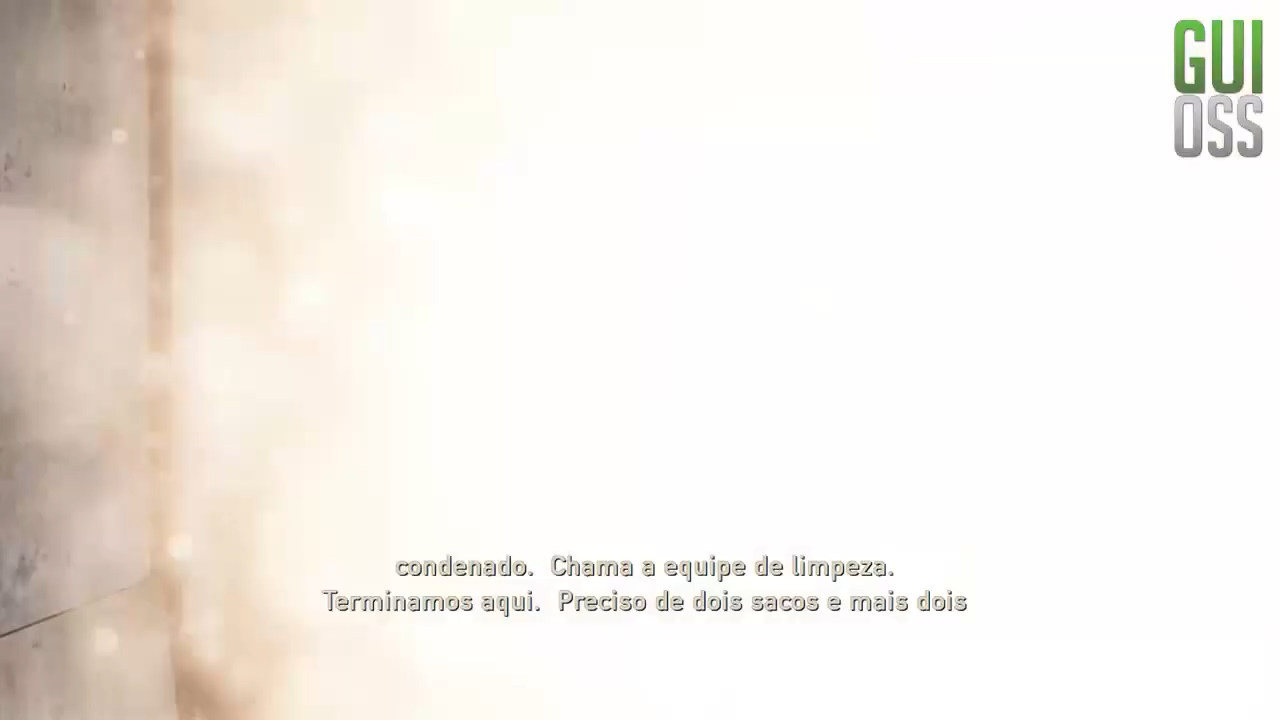 GUI
OSS
condenado.  Chama a equipe de limpeza.
Terminamos aqui.  Preciso de dois sacos e mais dois